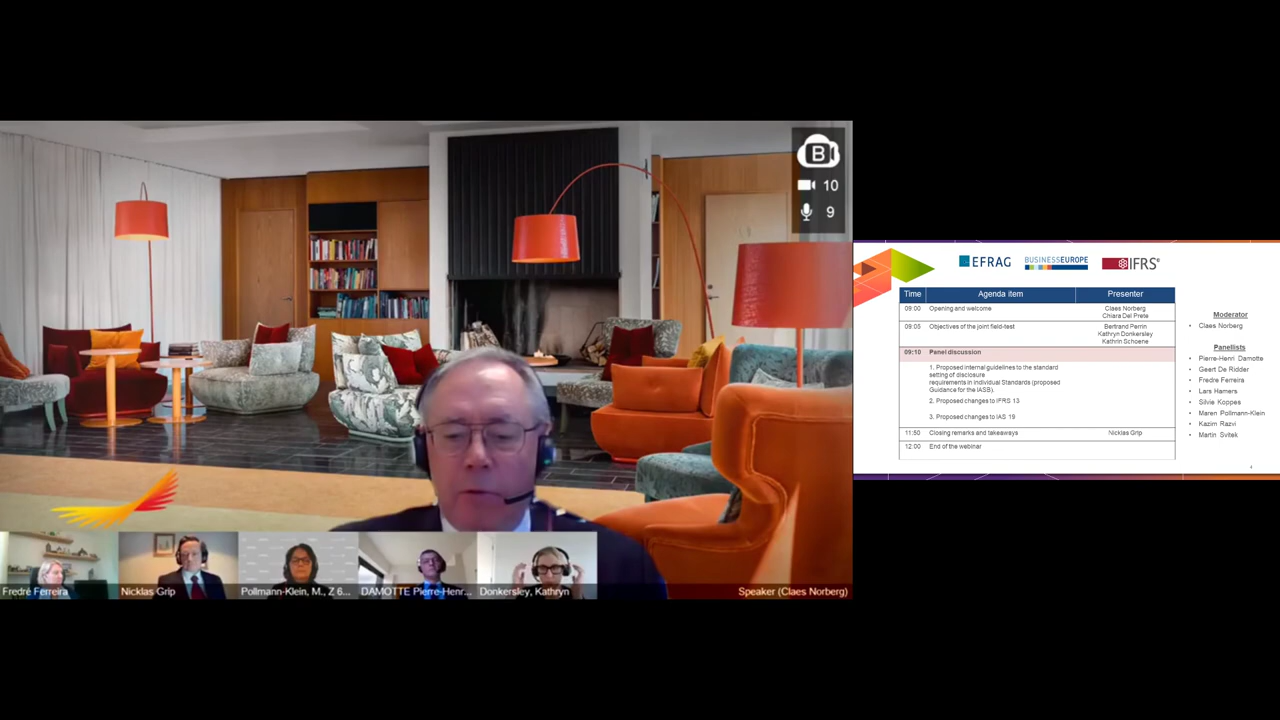 B
10
9
Fredré Ferreira
Nicklas Grip
Pollmann-Klein, M., Z 6...
DAMOTTE Pierre-Henr...
Donkersley, Kathryn
Speaker (Claes Norberg)
EFRAG
BUSINESSEUROPE
IFRS®
Time Agenda item Presenter
09:00 Opening and welcome Claes Norberg
Chiara Del Prete
09:05 Objectives of the joint field-test Bertrand Perrin
Kathryn Donkersley
Kathrin Schoene
09:10 Panel discussion
1. Proposed internal guidelines to the standard
setting of disclosure
requirements in individual Standards (proposed
Guidance for the IASB).
2. Proposed changes to IFRS 13
3. Proposed changes to IAS 19
11:50 Closing remarks and takeaways Nicklas Grip
12:00 End of the webinar
Moderator
• Claes Norberg
Panellists
• Pierre-Henri Damotte
• Geert De Ridder
• Fredre Ferreira
• Lars Hamers
• Silvie Koppes
• Maren Pollmann-Klein
• Kazim Razvi
• Martin Svitek